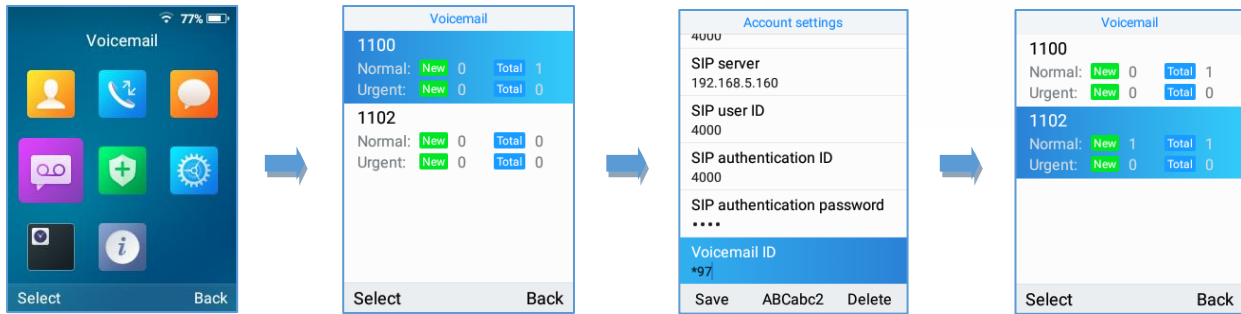 77%
Voicemail
Select Back
Voicemail
1100
Normal: New 0 Total 1
Urgent: New 0 Total 0
1102
Normal: New 0 Total 0
Urgent: New 0 Total 0
Select Back
Account settings
4000
SIP server
192.168.5.160
SIP user ID
4000
SIP authentication ID
4000
SIP authentication password
••••
Voicemail ID
*97
Save ABCabc2 Delete
Voicemail
1100
Normal: New 0 Total 1
Urgent: New 0 Total 0
1102
Normal: New 1 Total 1
Urgent: New 0 Total 0
Select Back